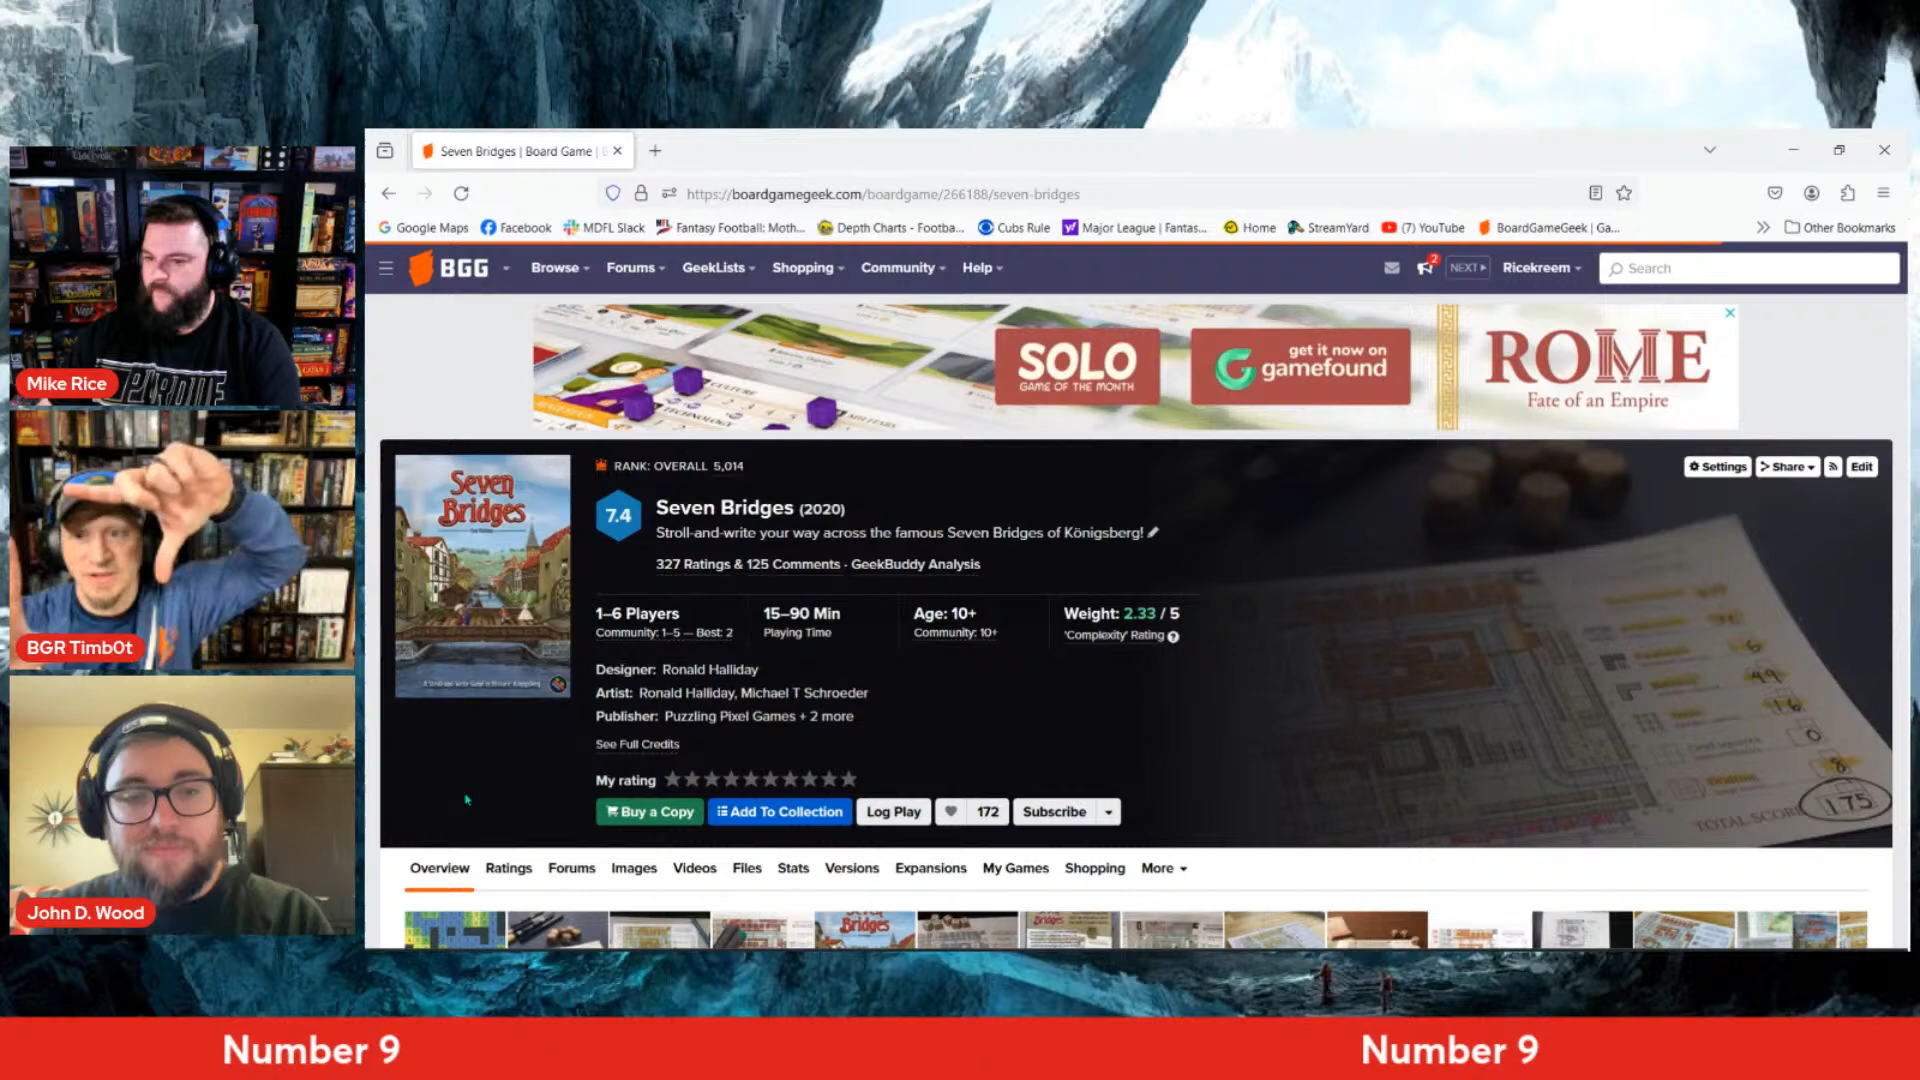 Mike Rice
PURDUE
BGR Timb0t
John D. Wood
Seven Bridges | Board Game |
https://boardgamegeek.com/boardgame/266188/seven-bridges
Google Maps
Facebook
MDFL Slack
Fantasy Football: Moth...
Depth Charts - Footba...
Cubs Rule
Major League | Fantas...
Home
StreamYard
(7) YouTube
BoardGameGeek | Ga...
Other Bookmarks
BGG
Browse
Forums
GeekLists
Shopping
Community
Help
2
NEXT
Ricekreem
Search
CULTURE
TECHNOLOGY
SOLO
GAME OF THE MONTH
get it now on
gamefound
ROME
Fate of an Empire
Seven
Bridges
RANK: OVERALL 5,014
7.4
Seven Bridges (2020)
Stroll-and-write your way across the famous Seven Bridges of Königsberg!
327 Ratings & 125 Comments · GeekBuddy Analysis
Settings
Share
Edit
1–6 Players
Community: 1–5 — Best: 2
15–90 Min
Playing Time
Age: 10+
Community: 10+
Weight: 2.33 / 5
'Complexity' Rating
Designer: Ronald Halliday
Artist: Ronald Halliday, Michael T Schroeder
Publisher: Puzzling Pixel Games + 2 more
See Full Credits
My rating
Buy a Copy
Add To Collection
Log Play
172
Subscribe
TOTAL SCORE
175
Overview
Ratings
Forums
Images
Videos
Files
Stats
Versions
Expansions
My Games
Shopping
More
Number 9
Number 9